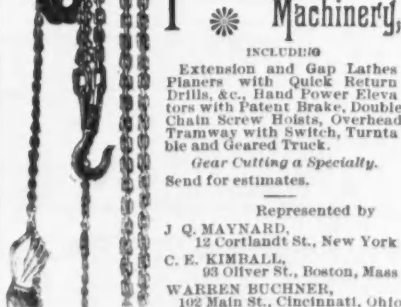 Machinery,
INCLUDING
Extension and Gap Lathes
Planers with Quick Return
Drills, &c., Hand Power Eleva
tors with Patent Brake, Double
Chain Screw Hoists, Overhead
Tramway with Switch, Turnta
ble and Geared Truck.
Gear Cutting a Specialty.
Send for estimates.
Represented by
J Q. MAYNARD,
12 Cortlandt St., New York
C. E. KIMBALL,
93 Oliver St., Boston, Mass
WARREN BUCHNER,
102 Main St., Cincinnati, Ohio